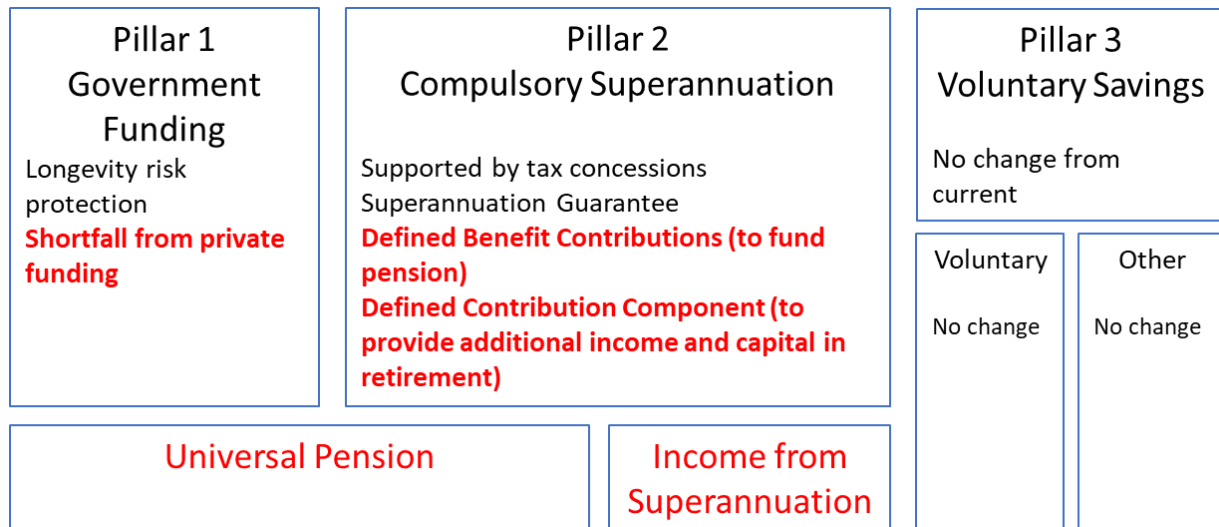 Pillar 1
Government
Funding
Longevity risk
protection
Shortfall from private
funding
Pillar 2
Compulsory Superannuation
Supported by tax concessions
Superannuation Guarantee
Defined Benefit Contributions (to fund
pension)
Defined Contribution Component (to
provide additional income and capital in
retirement)
Pillar 3
Voluntary Savings
No change from
current
Voluntary
No change
Other
No change
Universal Pension
Income from
Superannuation